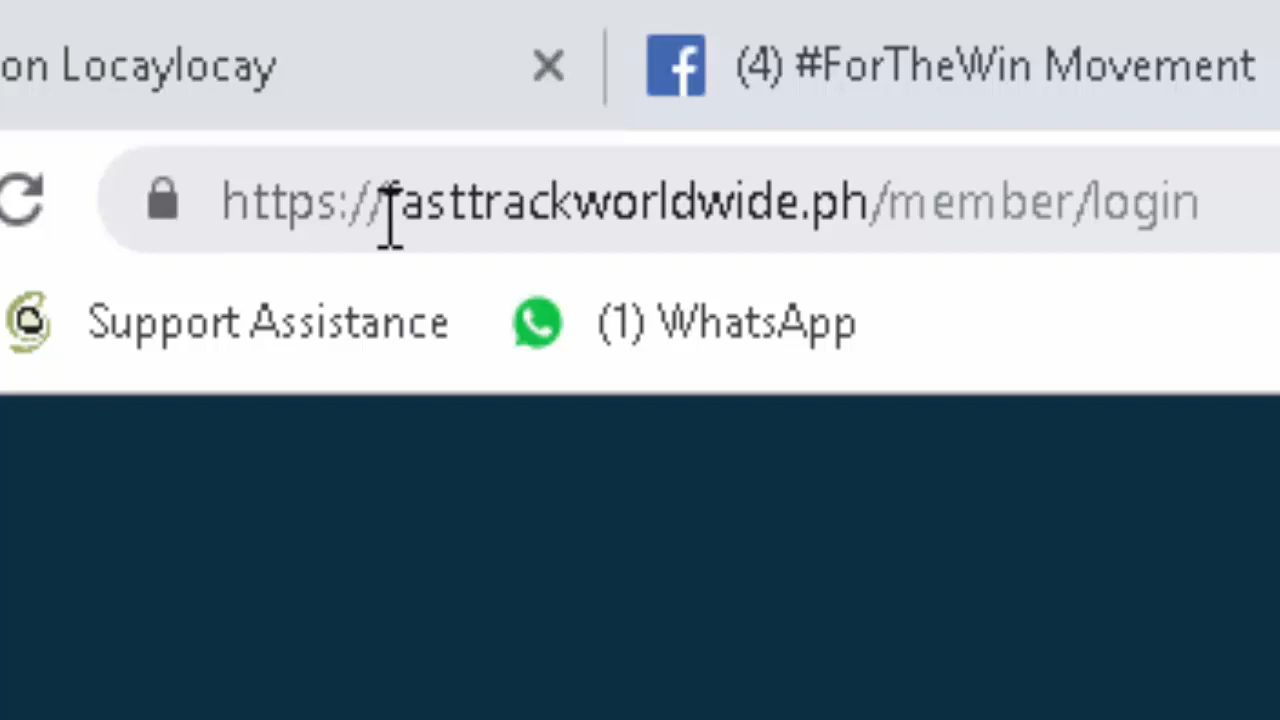 on Locaylocay
(4) #ForTheWin Movement
https://fasttrackworldwide.ph/member/login
Support Assistance
(1) WhatsApp